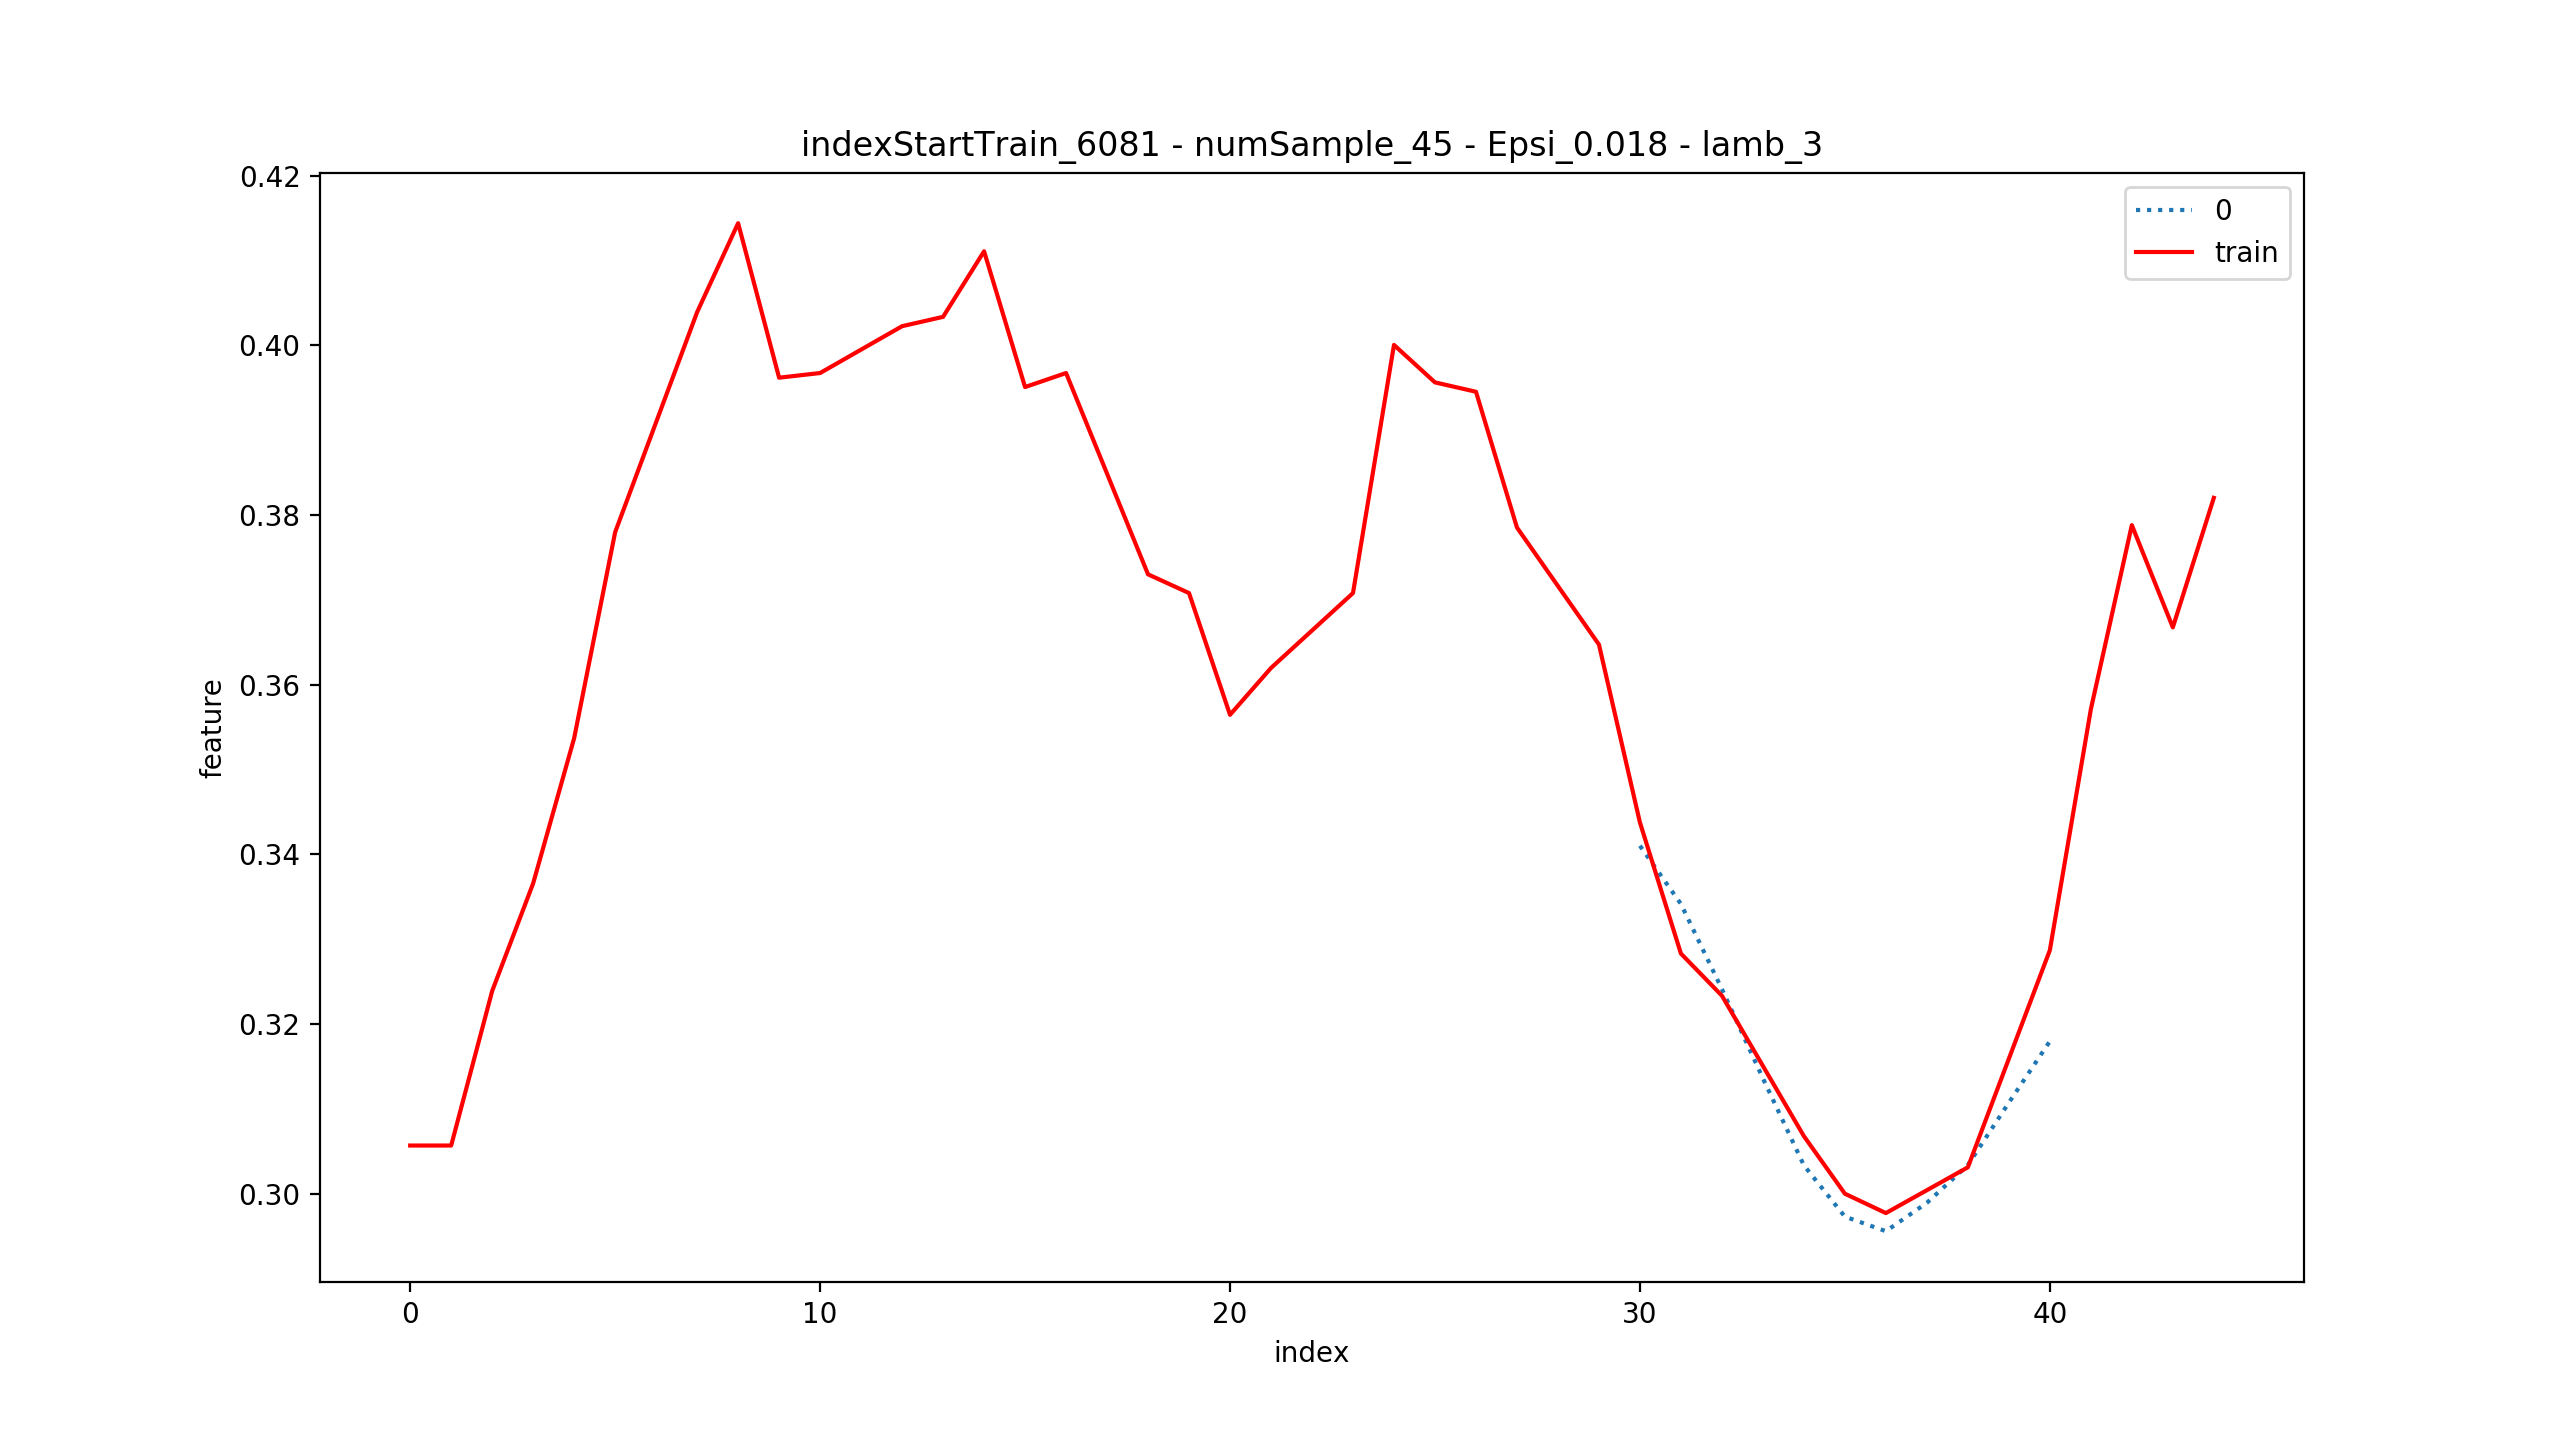 indexStartTrain_6081 - numSample_45 - Epsi_0.018 - lamb_3
0
train
0.42
0.40
0.38
0.36
0.34
0.32
0.30
feature
0 10 20 30 40
index